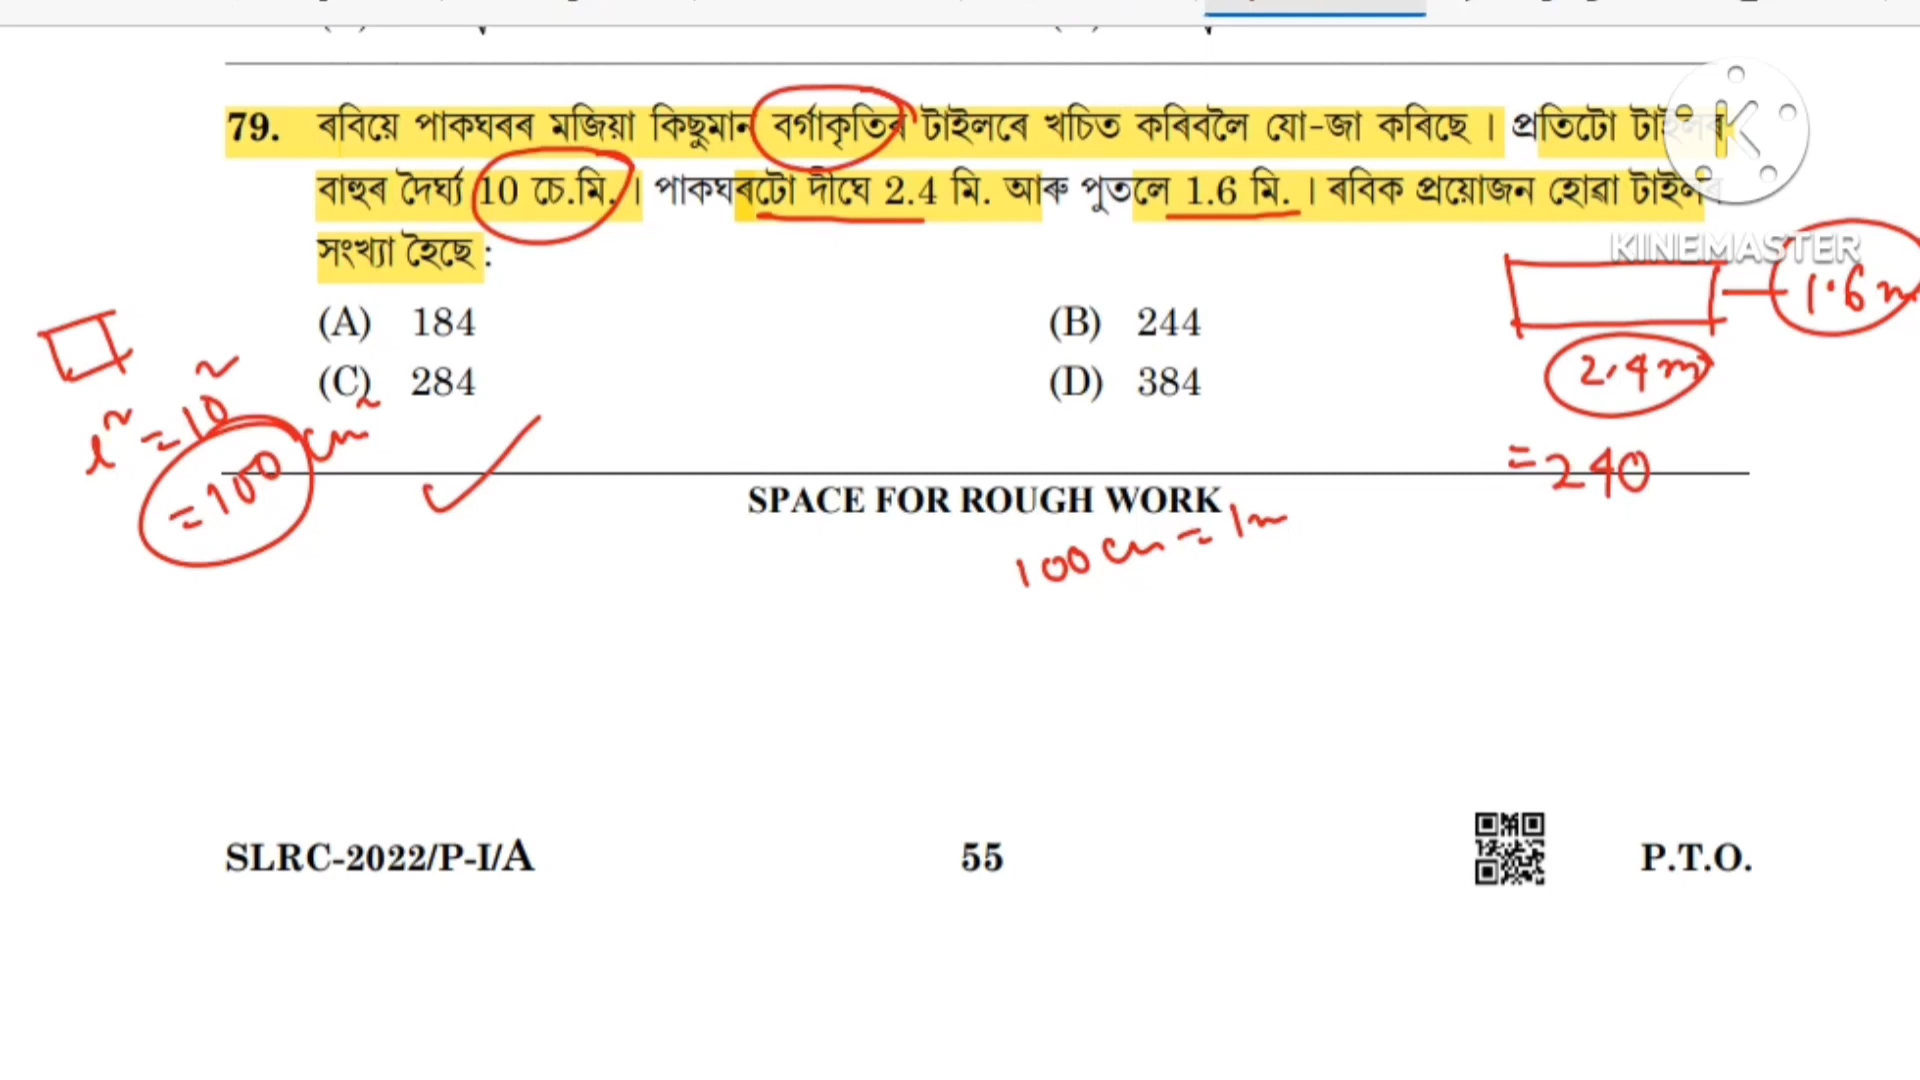 79. ৰবিয়ে পাকঘৰৰ মজিয়া কিছুমান বৰ্গাকৃতিৰ টাইলৰে খচিত কৰিবলৈ যো-জা কৰিছে । প্ৰতিটো টাইলৰ
বাহুৰ দৈৰ্ঘ্য 10 চে.মি. । পাকঘৰটো দীঘে 2.4 মি. আৰু পুতলে 1.6 মি. । ৰবিক প্ৰয়োজন হোৱা টাইলৰ
সংখ্যা হৈছে :
KINEMASTER
1.6 m
(A) 184 (B) 244
2.4 m
(C) 284 (D) 384
l² = 10²
= 100 cm²
= 240
SPACE FOR ROUGH WORK
100 cm = 1m
SLRC-2022/P-I/A 55 P.T.O.